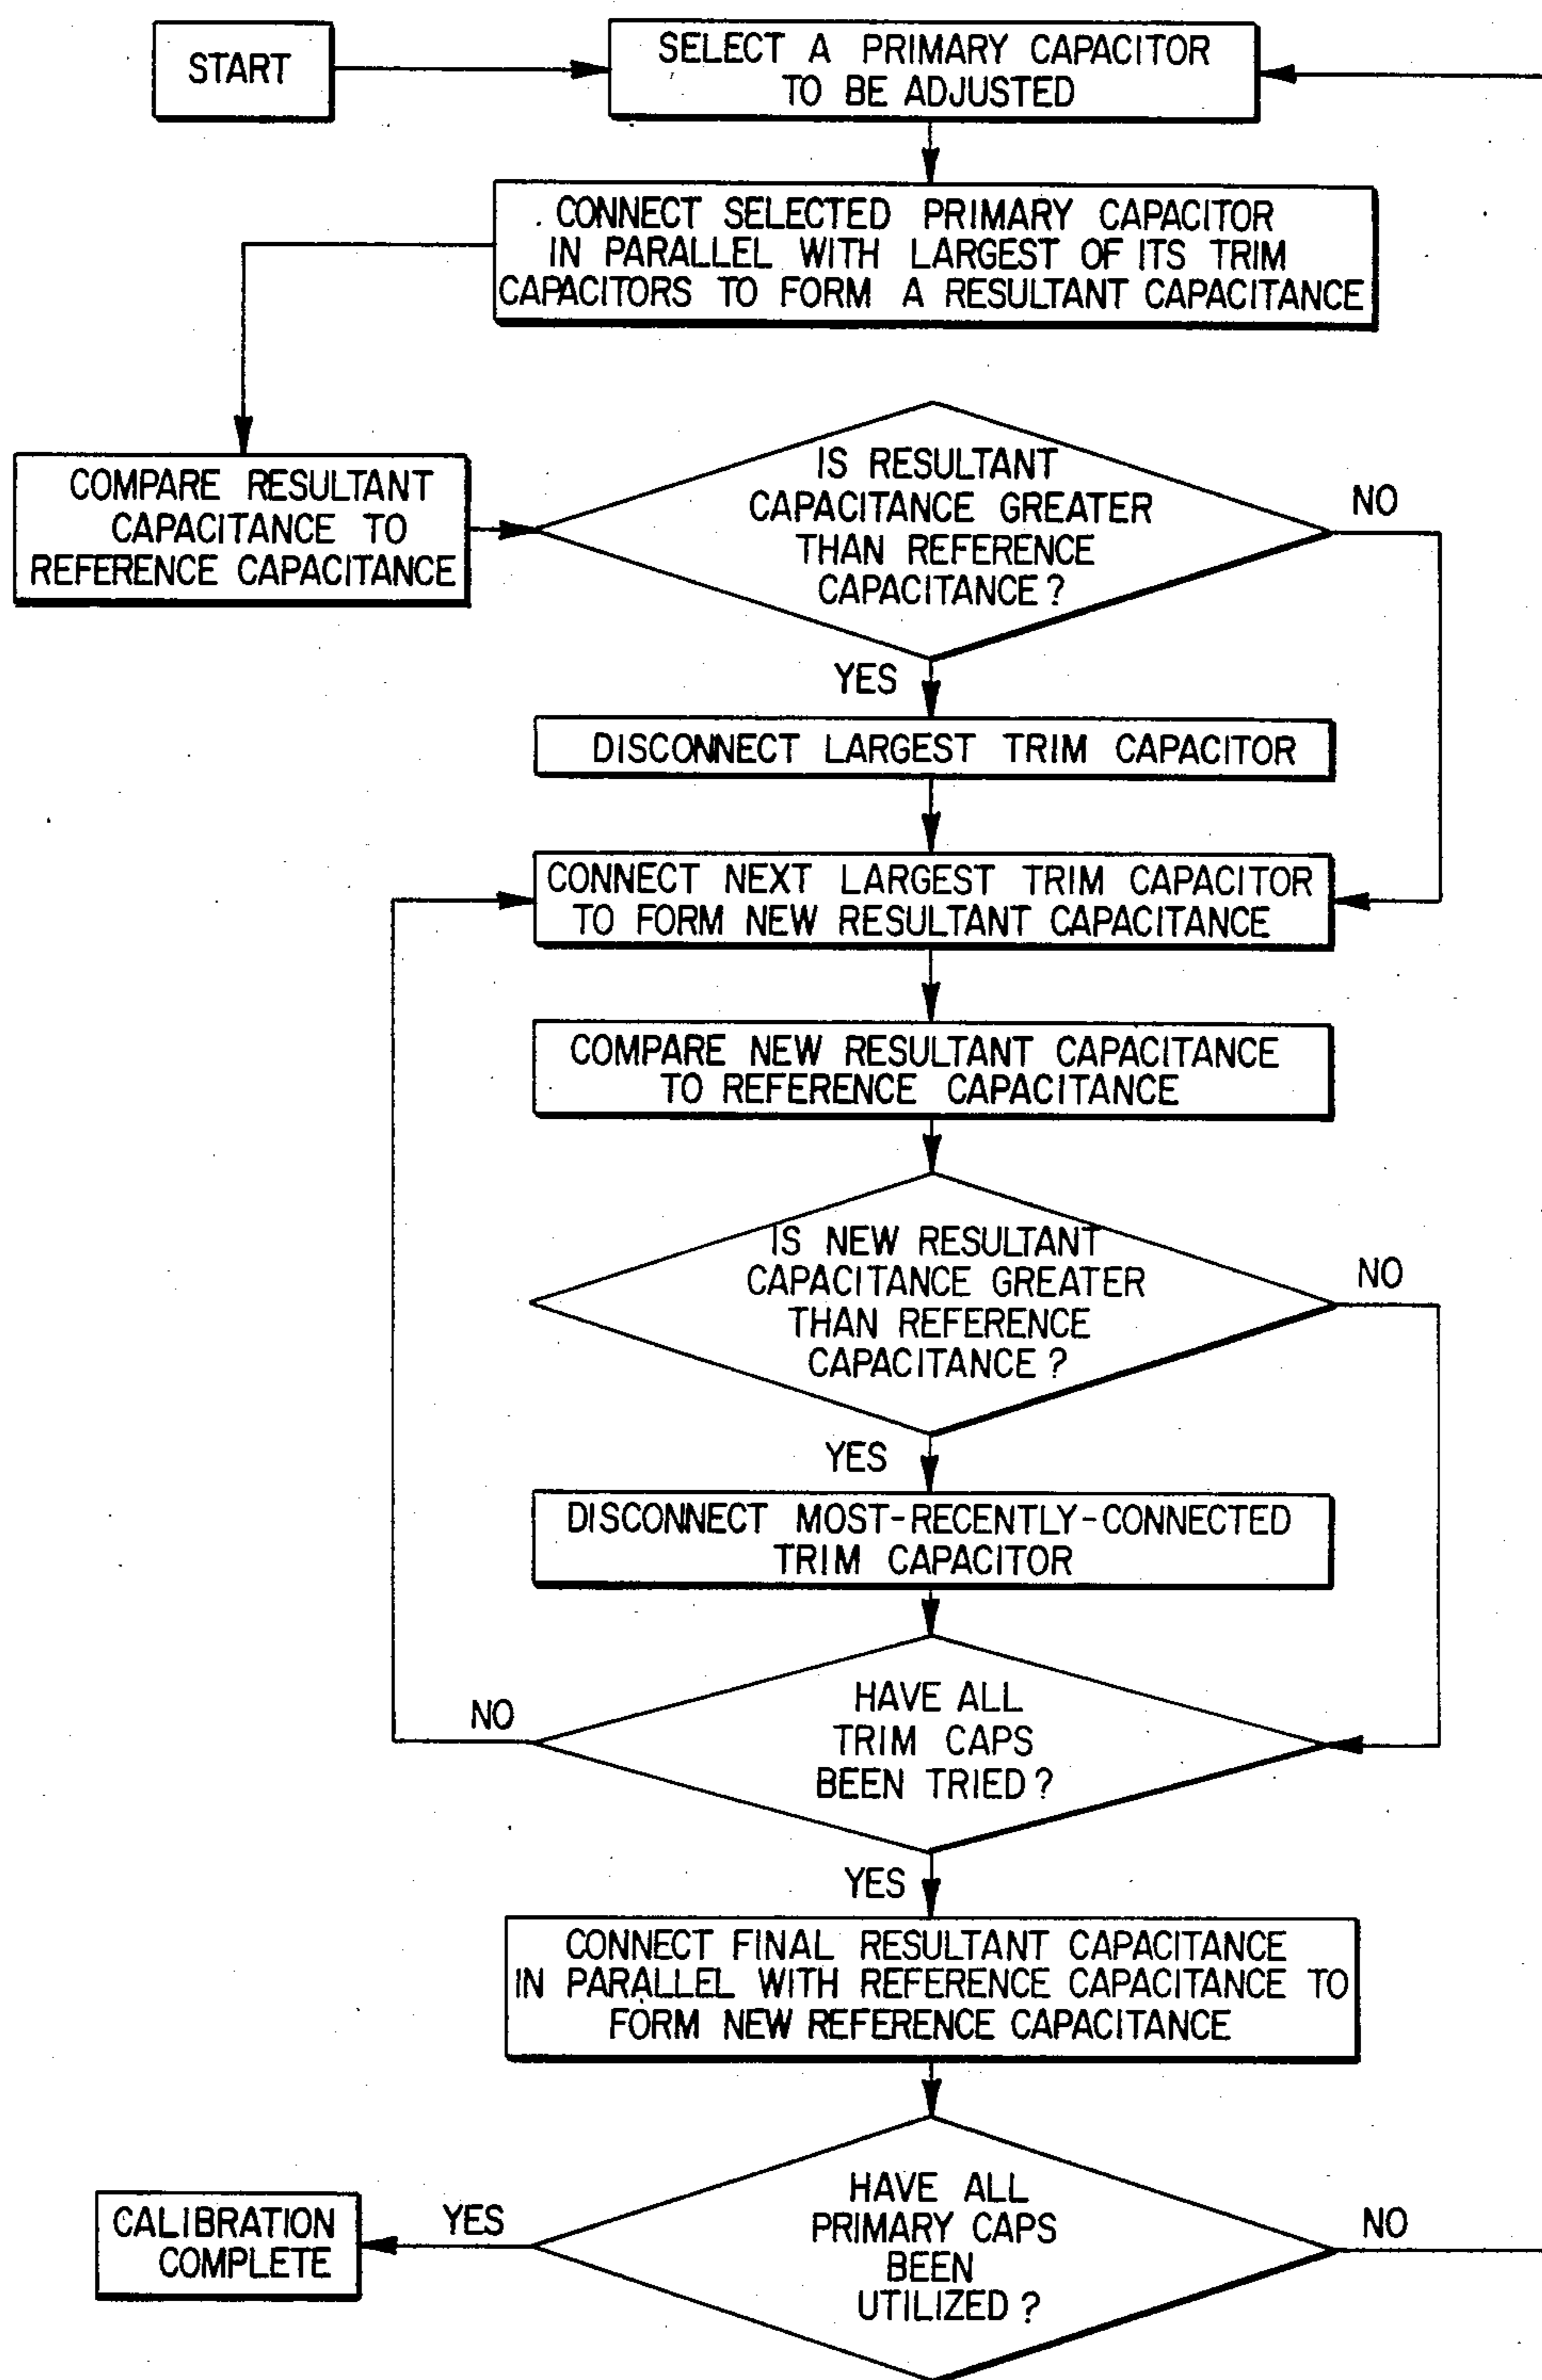 START
SELECT A PRIMARY CAPACITOR
TO BE ADJUSTED
CONNECT SELECTED PRIMARY CAPACITOR
IN PARALLEL WITH LARGEST OF ITS TRIM
CAPACITORS TO FORM A RESULTANT CAPACITANCE
COMPARE RESULTANT
CAPACITANCE TO
REFERENCE CAPACITANCE
IS RESULTANT
CAPACITANCE GREATER
THAN REFERENCE
CAPACITANCE?
NO
YES
DISCONNECT LARGEST TRIM CAPACITOR
CONNECT NEXT LARGEST TRIM CAPACITOR
TO FORM NEW RESULTANT CAPACITANCE
COMPARE NEW RESULTANT CAPACITANCE
TO REFERENCE CAPACITANCE
IS NEW RESULTANT
CAPACITANCE GREATER
THAN REFERENCE
CAPACITANCE?
NO
YES
DISCONNECT MOST-RECENTLY-CONNECTED
TRIM CAPACITOR
HAVE ALL
TRIM CAPS
BEEN TRIED?
NO
YES
CONNECT FINAL RESULTANT CAPACITANCE
IN PARALLEL WITH REFERENCE CAPACITANCE TO
FORM NEW REFERENCE CAPACITANCE
HAVE ALL
PRIMARY CAPS
BEEN
UTILIZED?
YES
NO
CALIBRATION
COMPLETE